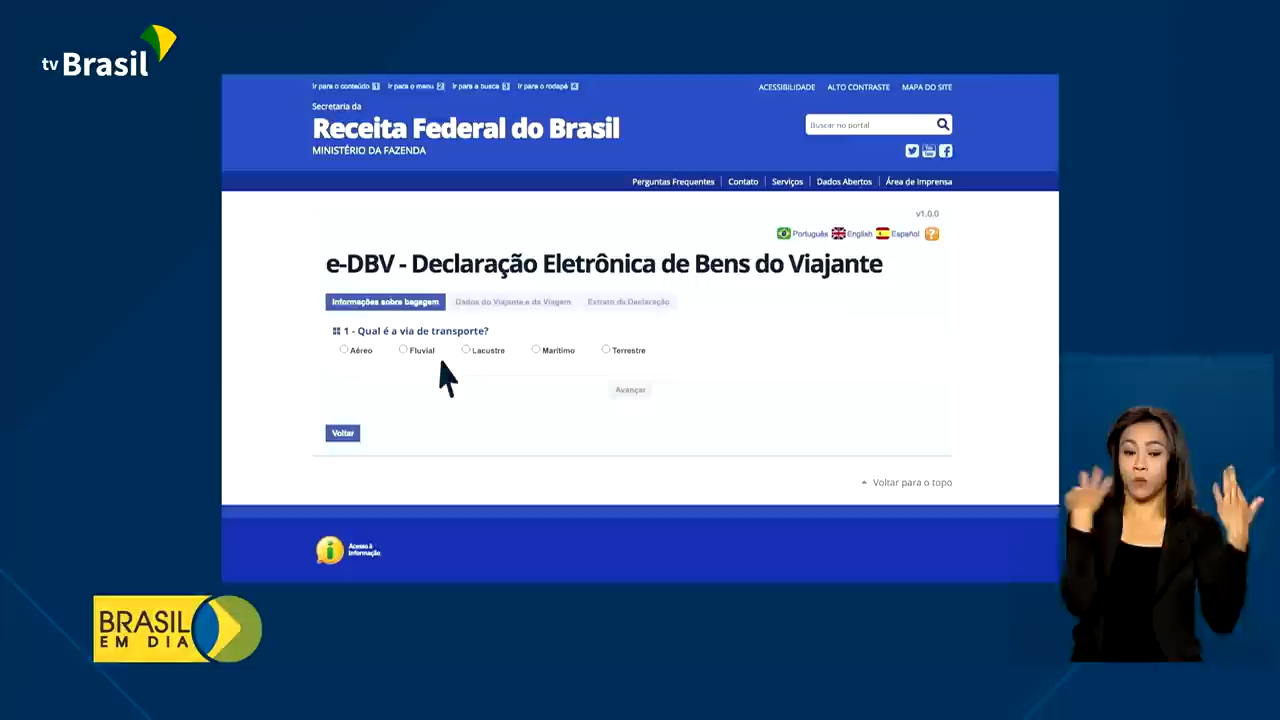 tv Brasil
Ir para o conteúdo 1 Ir para o menu 2 Ir para a busca 3 Ir para o rodapé 4
ACESSIBILIDADE ALTO CONTRASTE MAPA DO SITE
Secretaria da
Receita Federal do Brasil
MINISTÉRIO DA FAZENDA
Buscar no portal
You Tube
Perguntas Frequentes Contato Serviços Dados Abertos Área de Imprensa
v1.0.0
Português English Español ?
e-DBV - Declaração Eletrônica de Bens do Viajante
Informações sobre bagagem Dados do Viajante e da Viagem Extrato da Declaração
1 - Qual é a via de transporte?
Aéreo Fluvial Lacustre Marítimo Terrestre
Avançar
Voltar
Voltar para o topo
i Acesso à
Informação
BRASIL
EM DIA